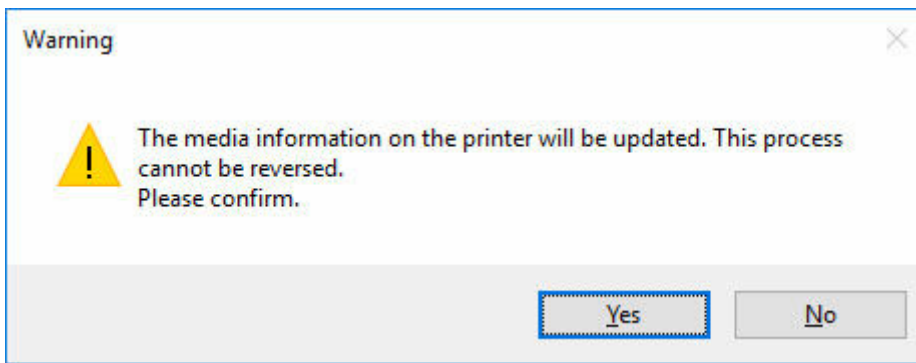 Warning
The media information on the printer will be updated. This process
cannot be reversed.
Please confirm.
Yes
No